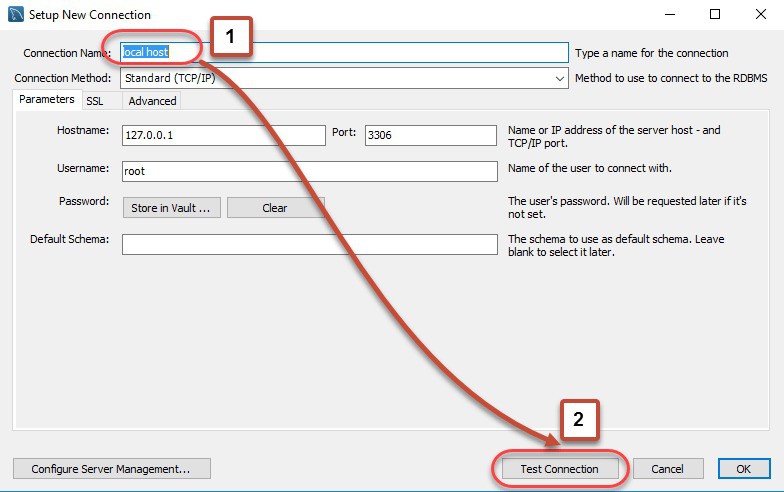 Setup New Connection
1
Connection Name: local host Type a name for the connection
Connection Method: Standard (TCP/IP) Method to use to connect to the RDBMS
Parameters SSL Advanced
Hostname: 127.0.0.1 Port: 3306 Name or IP address of the server host - and
TCP/IP port.
Username: root Name of the user to connect with.
Password: Store in Vault ... Clear The user's password. Will be requested later if it's
not set.
Default Schema: The schema to use as default schema. Leave
blank to select it later.
2
Configure Server Management... Test Connection Cancel OK